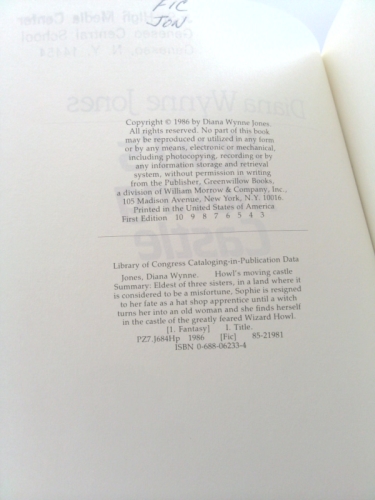 FIC
JON
Copyright © 1986 by Diana Wynne Jones.
All rights reserved. No part of this book
may be reproduced or utilized in any form
or by any means, electronic or mechanical,
including photocopying, recording or by
any information storage and retrieval
system, without permission in writing
from the Publisher, Greenwillow Books,
a division of William Morrow & Company, Inc.,
105 Madison Avenue, New York, N.Y. 10016.
Printed in the United States of America
First Edition 10 9 8 7 6 5 4 3
Library of Congress Cataloging-in-Publication Data
Jones, Diana Wynne. Howl's moving castle
Summary: Eldest of three sisters, in a land where it
is considered to be a misfortune, Sophie is resigned
to her fate as a hat shop apprentice until a witch
turns her into an old woman and she finds herself
in the castle of the greatly feared Wizard Howl.
[1. Fantasy] I. Title.
PZ7.J684Hp 1986 [Fic] 85-21981
ISBN 0-688-06233-4